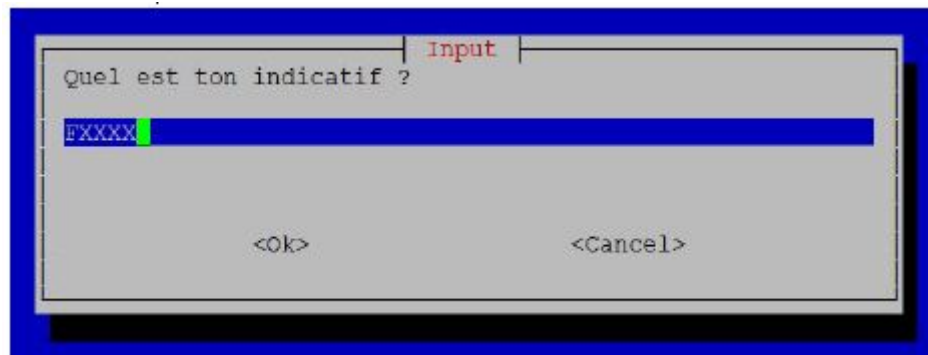 Input
Quel est ton indicatif ?
FXXXX
<Ok> <Cancel>